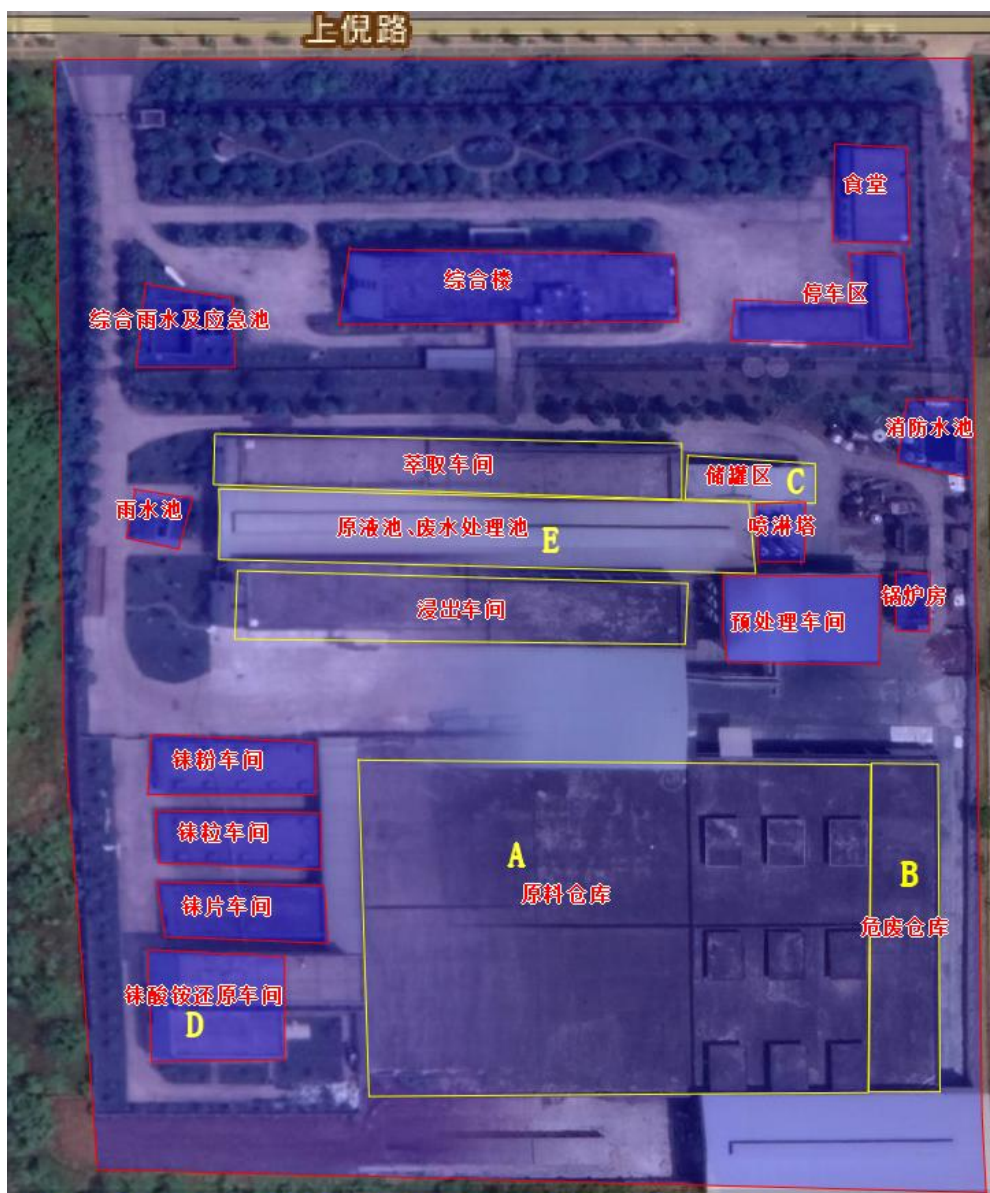 上倪路
食堂
综合楼
停车区
综合雨水及应急池
消防水池
萃取车间
储罐区
C
雨水池
原液池、废水处理池
E
喷淋塔
浸出车间
预处理车间
锅炉房
铼粉车间
铼粒车间
A
原料仓库
B
铼片车间
危废仓库
铼酸铵还原车间
D